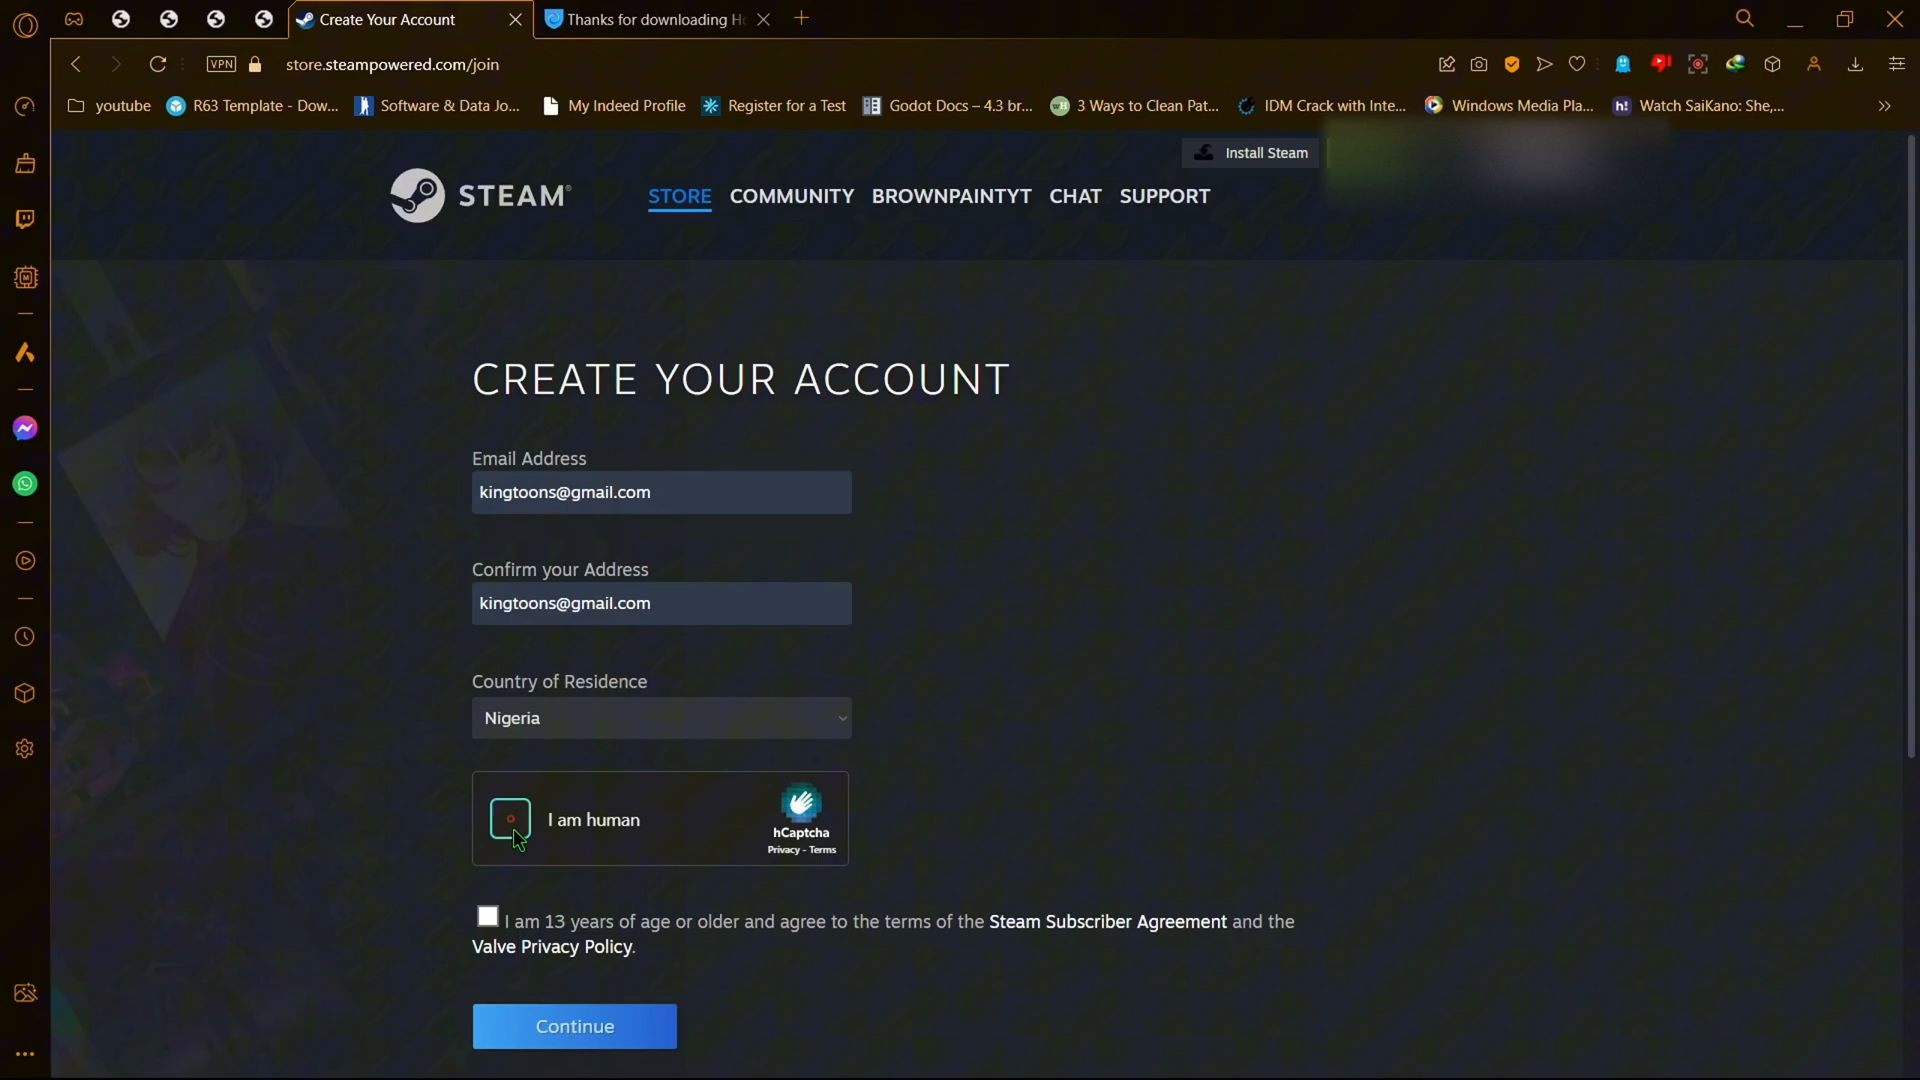 Create Your Account
Thanks for downloading Ho
VPN
store.steampowered.com/join
youtube
R63 Template - Dow...
Software & Data Jo...
My Indeed Profile
Register for a Test
Godot Docs – 4.3 br...
3 Ways to Clean Pat...
IDM Crack with Inte...
Windows Media Pla...
Watch SaiKano: She,...
Install Steam
STEAM®
STORE
COMMUNITY
BROWNPAINTYT
CHAT
SUPPORT
CREATE YOUR ACCOUNT
Email Address
kingtoons@gmail.com
Confirm your Address
kingtoons@gmail.com
Country of Residence
Nigeria
I am human
hCaptcha
Privacy - Terms
I am 13 years of age or older and agree to the terms of the Steam Subscriber Agreement and the
Valve Privacy Policy.
Continue